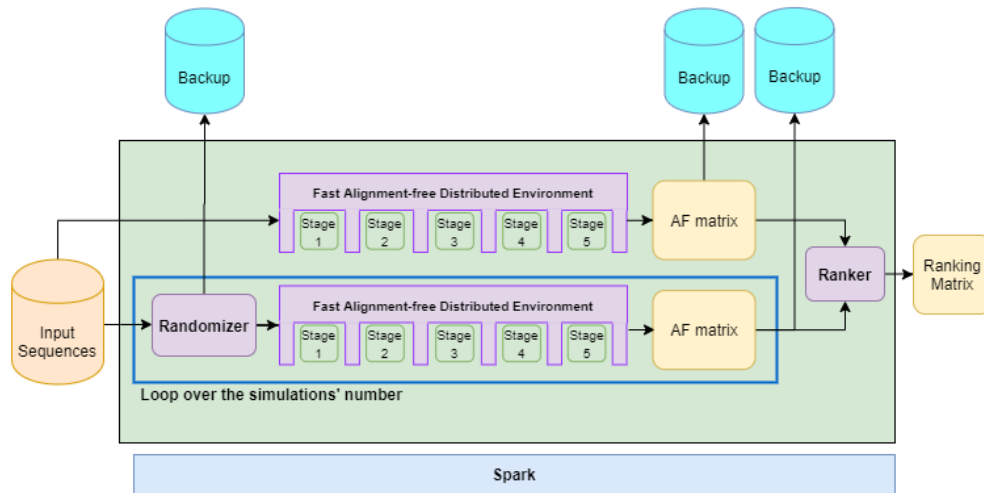 Backup
Backup
Backup
Fast Alignment-free Distributed Environment
Stage
1
Stage
2
Stage
3
Stage
4
Stage
5
AF matrix
Ranker
Ranking
Matrix
Input
Sequences
Randomizer
Fast Alignment-free Distributed Environment
Stage
1
Stage
2
Stage
3
Stage
4
Stage
5
AF matrix
Loop over the simulations' number
Spark